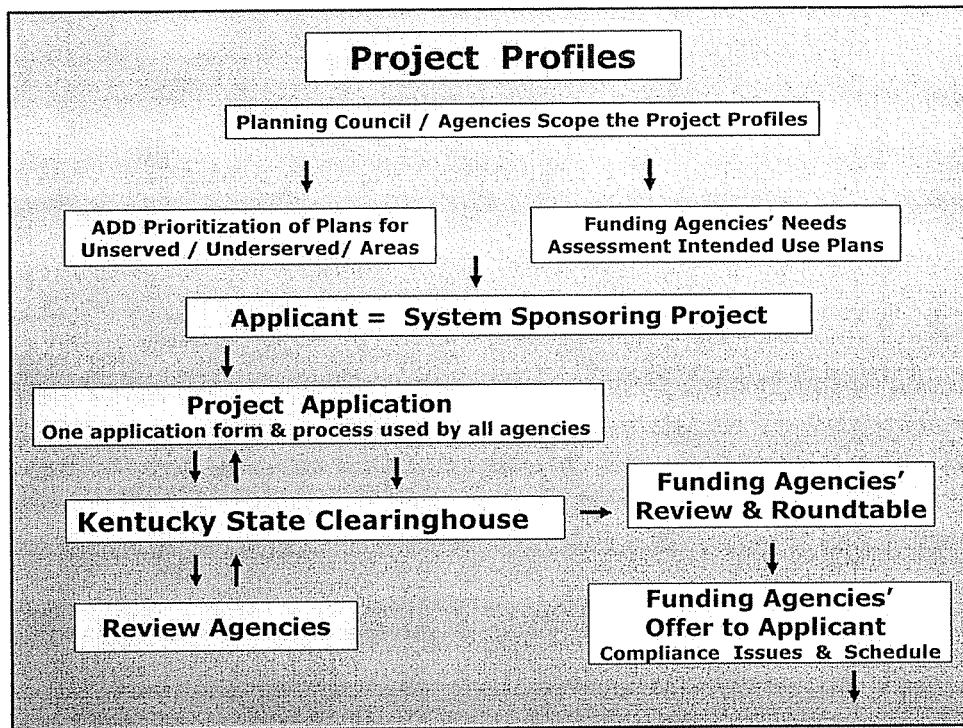 Project Profiles
Planning Council / Agencies Scope the Project Profiles
ADD Prioritization of Plans for
Unserved / Underserved/ Areas
Funding Agencies' Needs
Assessment Intended Use Plans
Applicant = System Sponsoring Project
Project Application
One application form & process used by all agencies
Kentucky State Clearinghouse
Funding Agencies'
Review & Roundtable
Review Agencies
Funding Agencies'
Offer to Applicant
Compliance Issues & Schedule